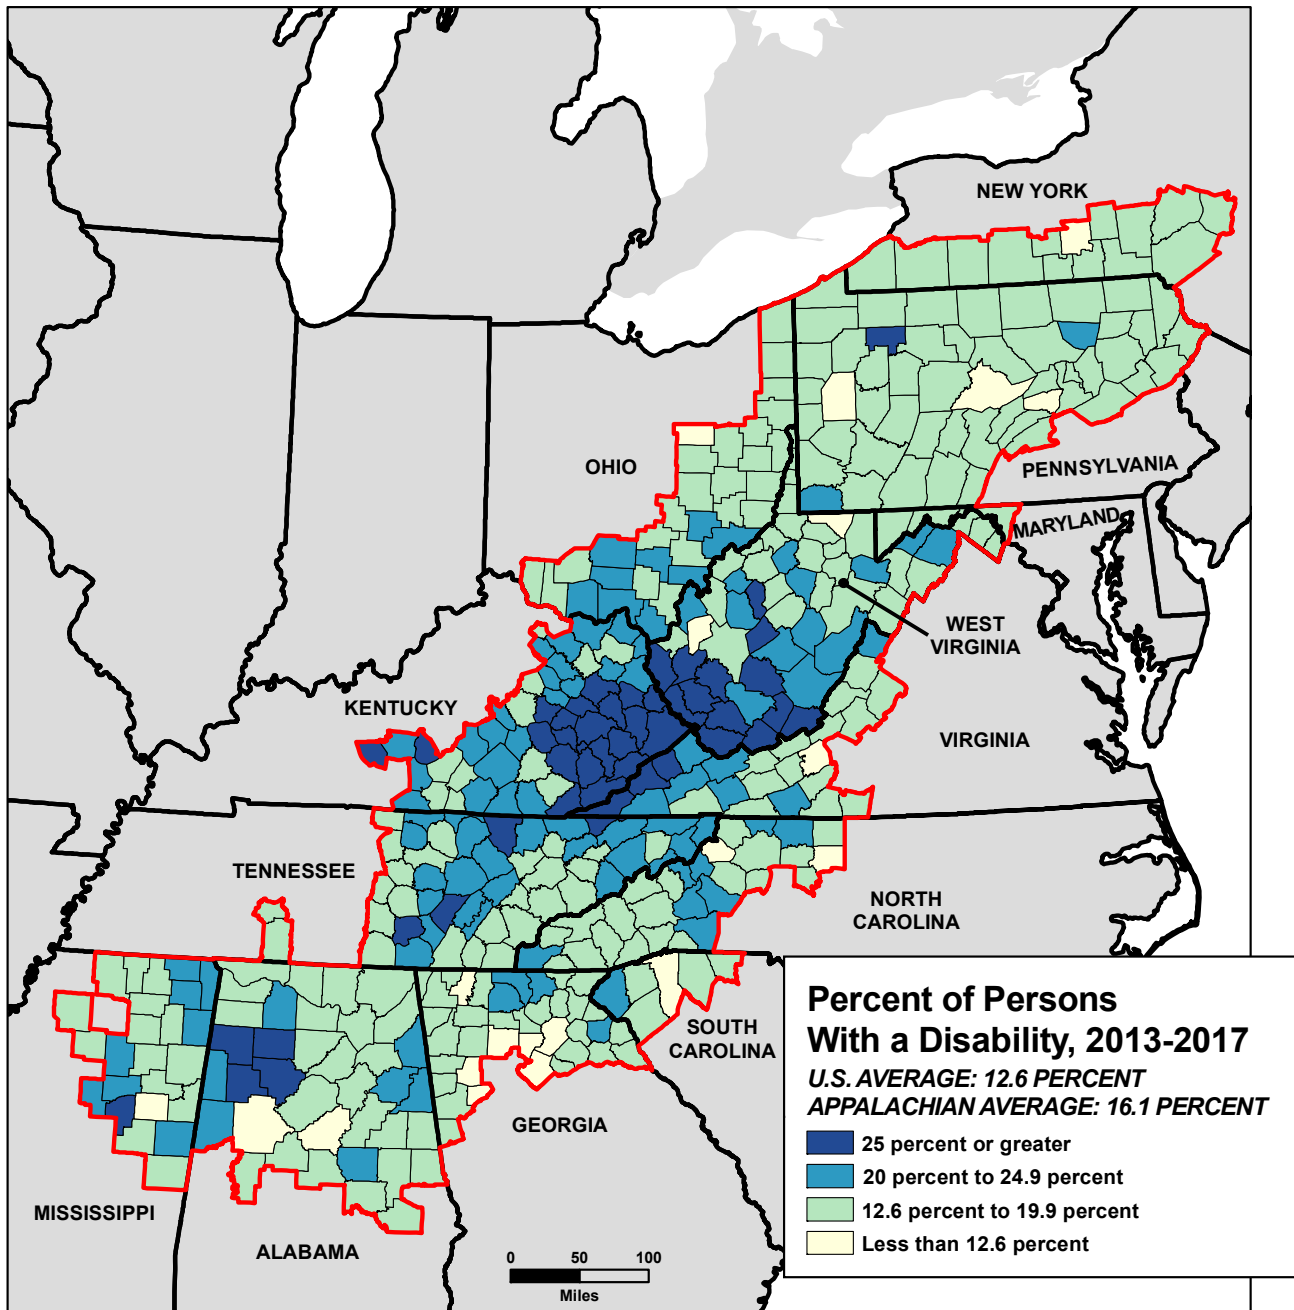 NEW YORK
OHIO
PENNSYLVANIA
MARYLAND
WEST
VIRGINIA
KENTUCKY
VIRGINIA
TENNESSEE
NORTH
CAROLINA
SOUTH
CAROLINA
GEORGIA
MISSISSIPPI
ALABAMA
0 50 100
Miles
Percent of Persons
With a Disability, 2013-2017
U.S. AVERAGE: 12.6 PERCENT
APPALACHIAN AVERAGE: 16.1 PERCENT
25 percent or greater
20 percent to 24.9 percent
12.6 percent to 19.9 percent
Less than 12.6 percent